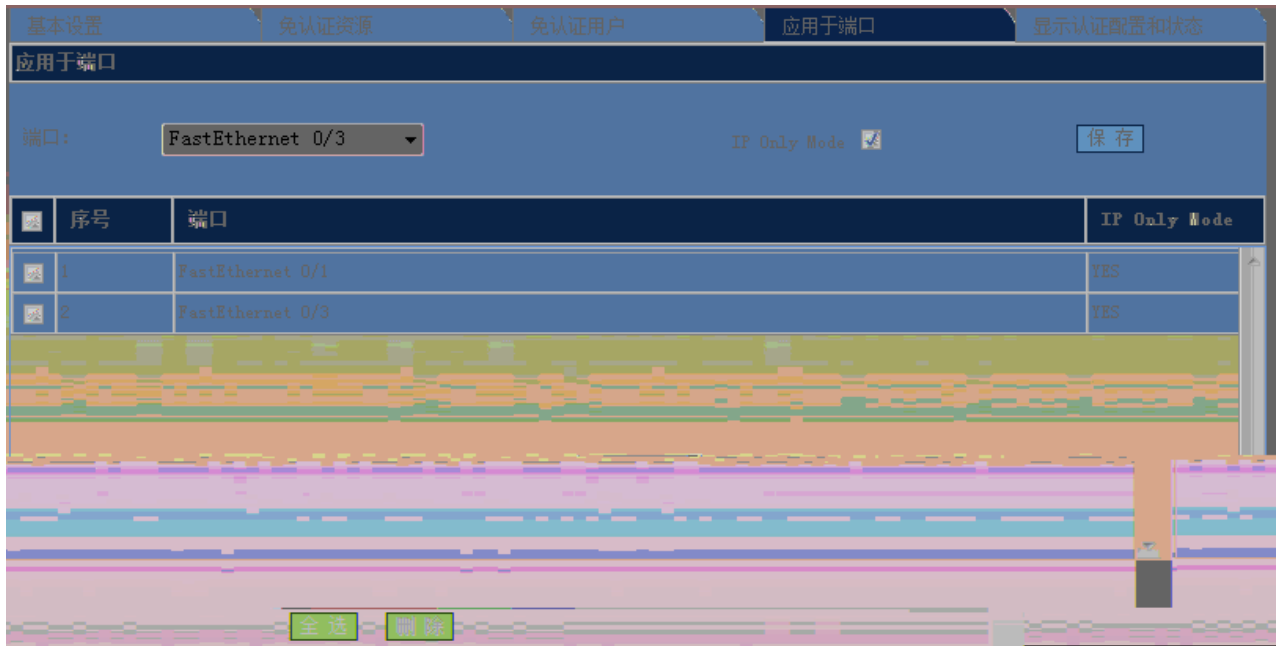 基本设置 免认证资源 免认证用户 应用于端口 显示认证配置和状态
应用于端口
端口: FastEthernet 0/3 IP Only Mode 保存
序号 端口 IP Only Mode
1 FastEthernet 0/1 YES
2 FastEthernet 0/3 YES
全选 删除